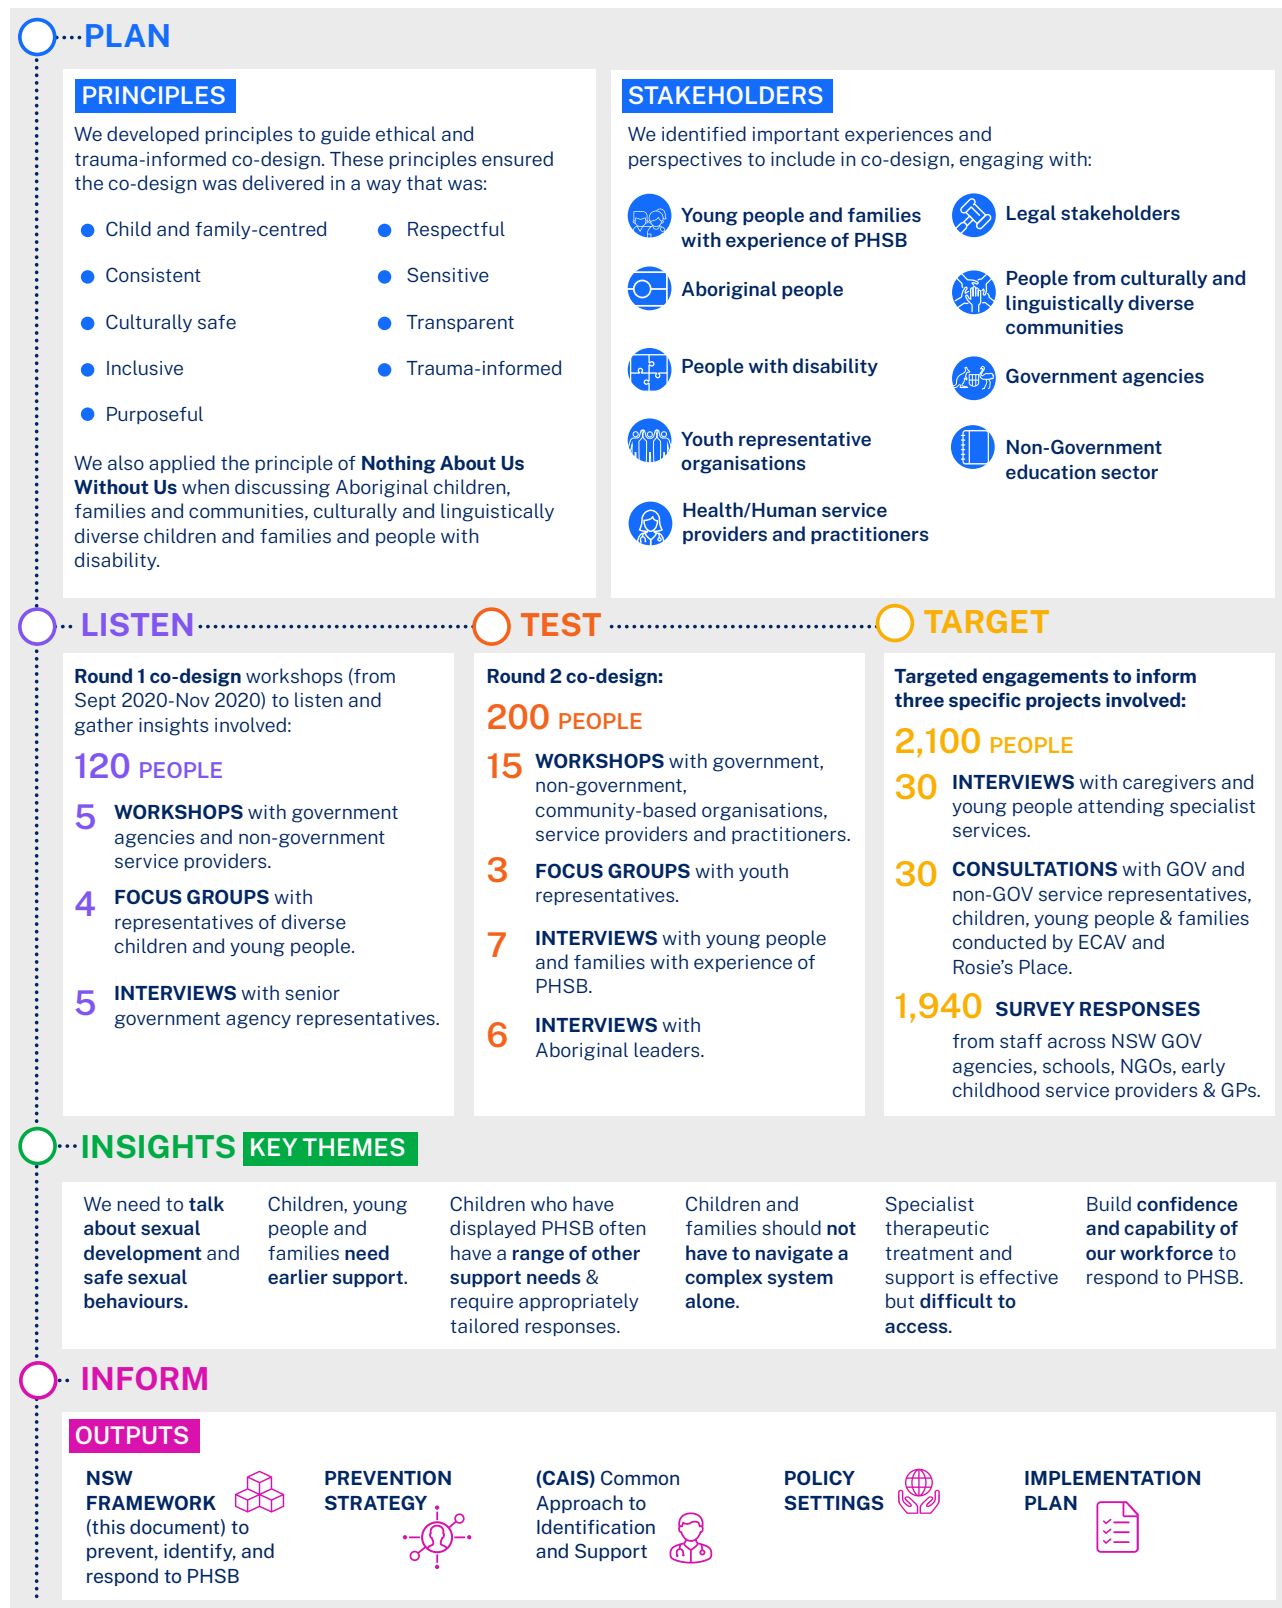 PLAN
PRINCIPLES
We developed principles to guide ethical and
trauma-informed co-design. These principles ensured
the co-design was delivered in a way that was:
Child and family-centred
Consistent
Culturally safe
Inclusive
Purposeful
Respectful
Sensitive
Transparent
Trauma-informed
We also applied the principle of Nothing About Us
Without Us when discussing Aboriginal children,
families and communities, culturally and linguistically
diverse children and families and people with
disability.
STAKEHOLDERS
We identified important experiences and
perspectives to include in co-design, engaging with:
Young people and families
with experience of PHSB
Aboriginal people
People with disability
Youth representative
organisations
Health/Human service
providers and practitioners
Legal stakeholders
People from culturally and
linguistically diverse
communities
Government agencies
Non-Government
education sector
LISTEN
Round 1 co-design workshops (from
Sept 2020-Nov 2020) to listen and
gather insights involved:
120 PEOPLE
5 WORKSHOPS with government
agencies and non-government
service providers.
4 FOCUS GROUPS with
representatives of diverse
children and young people.
5 INTERVIEWS with senior
government agency representatives.
TEST
Round 2 co-design:
200 PEOPLE
15 WORKSHOPS with government,
non-government,
community-based organisations,
service providers and practitioners.
3 FOCUS GROUPS with youth
representatives.
7 INTERVIEWS with young people
and families with experience of
PHSB.
6 INTERVIEWS with
Aboriginal leaders.
TARGET
Targeted engagements to inform
three specific projects involved:
2,100 PEOPLE
30 INTERVIEWS with caregivers and
young people attending specialist
services.
30 CONSULTATIONS with GOV and
non-GOV service representatives,
children, young people & families
conducted by ECAV and
Rosie's Place.
1,940 SURVEY RESPONSES
from staff across NSW GOV
agencies, schools, NGOs, early
childhood service providers & GPs.
INSIGHTS KEY THEMES
We need to talk
about sexual
development and
safe sexual
behaviours.
Children, young
people and
families need
earlier support.
Children who have
displayed PHSB often
have a range of other
support needs &
require appropriately
tailored responses.
Children and
families should not
have to navigate a
complex system
alone.
Specialist
therapeutic
treatment and
support is effective
but difficult to
access.
Build confidence
and capability of
our workforce to
respond to PHSB.
INFORM
OUTPUTS
NSW
FRAMEWORK
(this document) to
prevent, identify, and
respond to PHSB
PREVENTION
STRATEGY
(CAIS) Common
Approach to
Identification
and Support
POLICY
SETTINGS
IMPLEMENTATION
PLAN